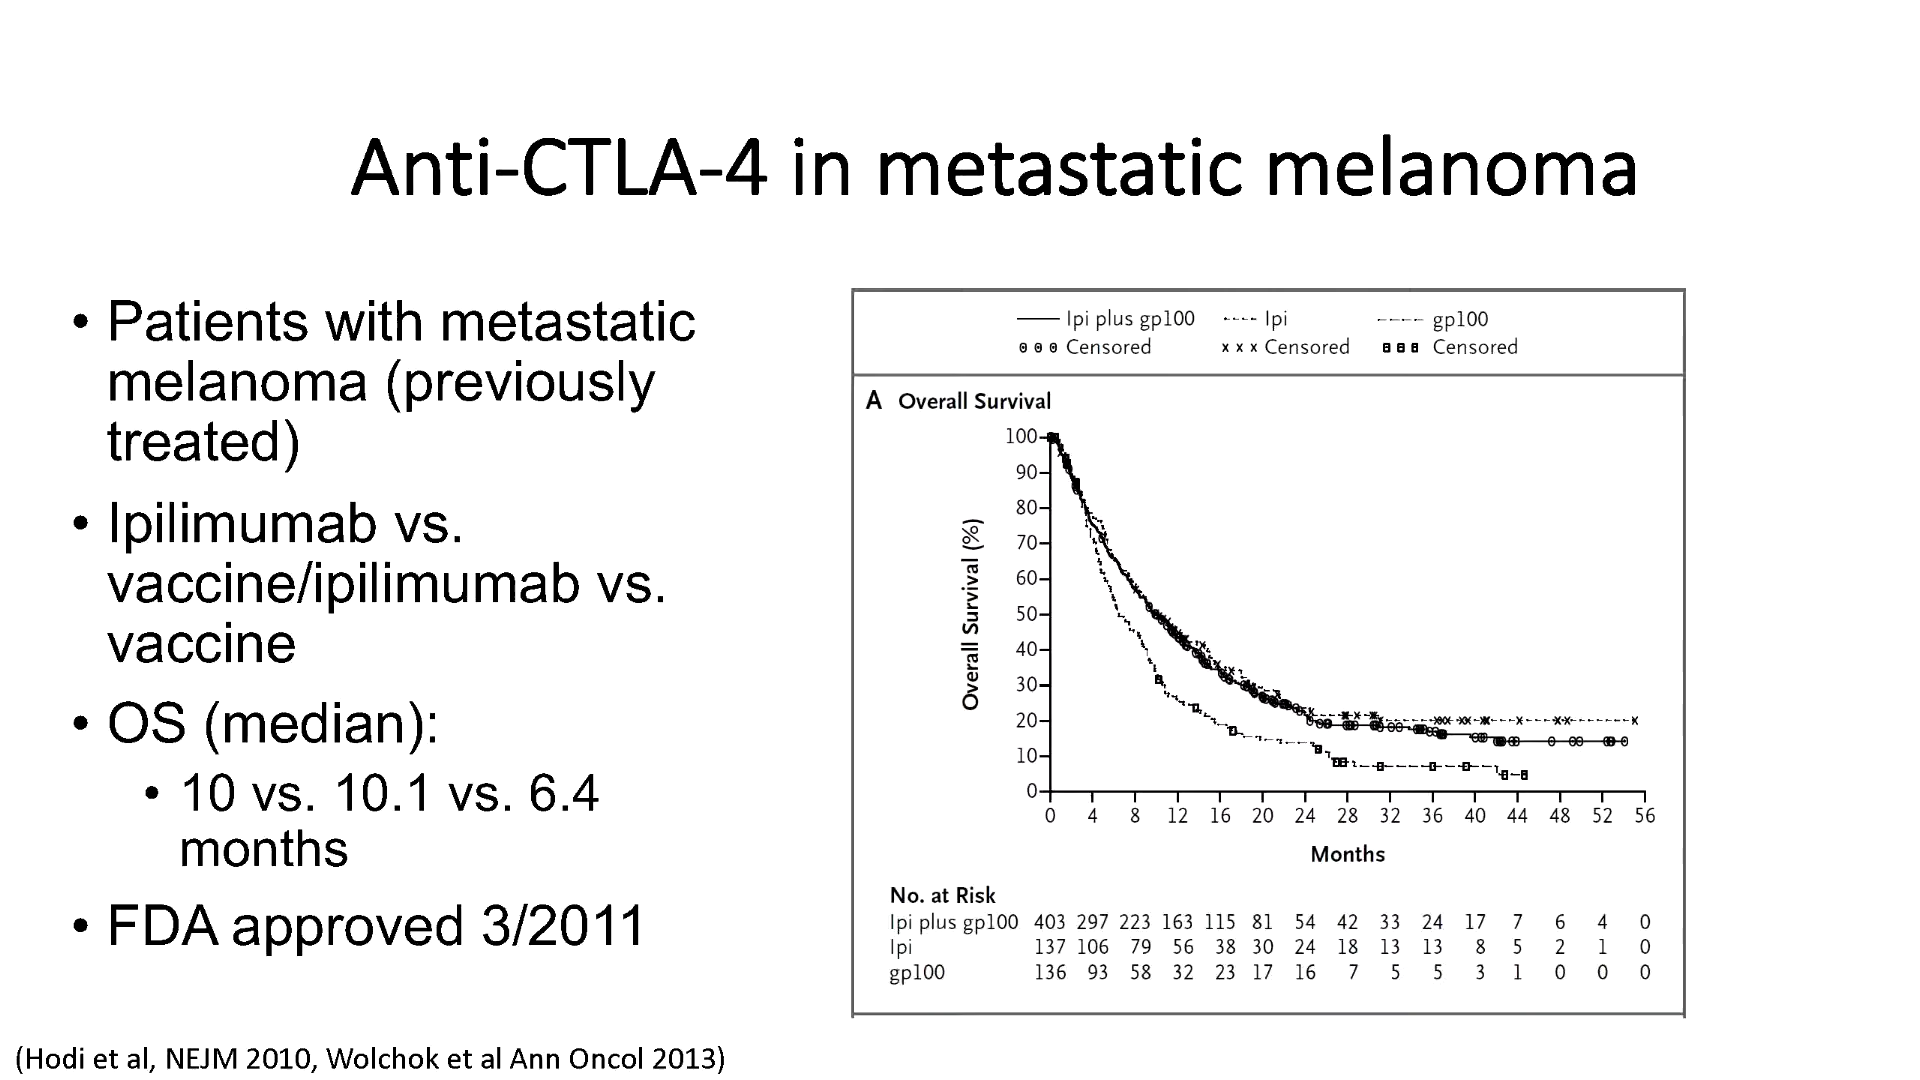 Anti-CTLA-4 in metastatic melanoma
• Patients with metastatic
melanoma (previously
treated)
• Ipilimumab vs.
vaccine/ipilimumab vs.
vaccine
• OS (median):
• 10 vs. 10.1 vs. 6.4
months
• FDA approved 3/2011
(Hodi et al, NEJM 2010, Wolchok et al Ann Oncol 2013)
Ipi plus gp100 Ipi gp100
Censored Censored Censored
A Overall Survival
Overall Survival (%)
100
90
80
70
60
50
40
30
20
10
0
0 4 8 12 16 20 24 28 32 36 40 44 48 52 56
Months
No. at Risk
Ipi plus gp100 403 297 223 163 115 81 54 42 33 24 17 7 6 4 0
Ipi 137 106 79 56 38 30 24 18 13 13 8 5 2 1 0
gp100 136 93 58 32 23 17 16 7 5 5 3 1 0 0 0